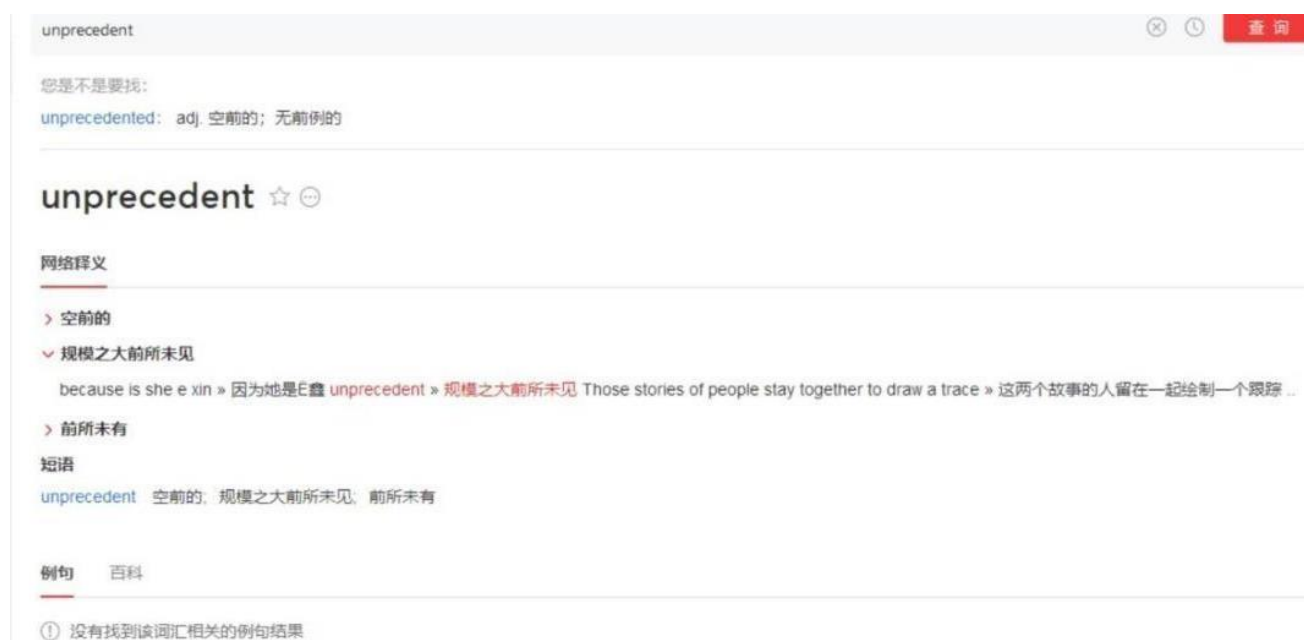 unprecedent 查询
您是不是要找:
unprecedented: adj. 空前的；无前例的
unprecedent
网络释义
空前的
规模之大前所未见
because is she e xin » 因为她是Ë鑫 unprecedent » 规模之大前所未见 Those stories of people stay together to draw a trace » 这两个故事的人留在一起绘制一个跟踪 ..
前所未有
短语
unprecedent 空前的; 规模之大前所未见; 前所未有
例句 百科
没有找到该词汇相关的例句结果